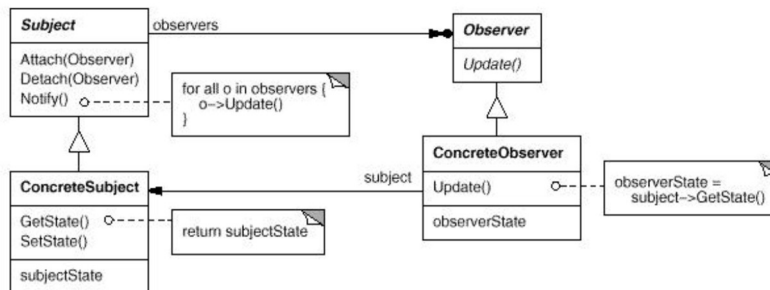 Subject
observers
Observer
Attach(Observer)
Detach(Observer)
Notify()
Update()
for all o in observers {
o->Update()
}
ConcreteSubject
subject
ConcreteObserver
GetState()
SetState()
return subjectState
Update()
observerState =
subject->GetState()
subjectState
observerState